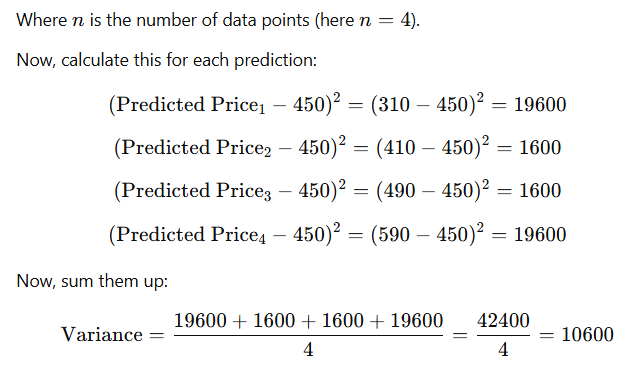 Where n is the number of data points (here n = 4).
Now, calculate this for each prediction:
(Predicted Price₁ − 450)² = (310 − 450)² = 19600
(Predicted Price₂ − 450)² = (410 − 450)² = 1600
(Predicted Price₃ − 450)² = (490 − 450)² = 1600
(Predicted Price₄ − 450)² = (590 − 450)² = 19600
Now, sum them up:
Variance = (19600 + 1600 + 1600 + 19600)/4 = 42400/4 = 10600